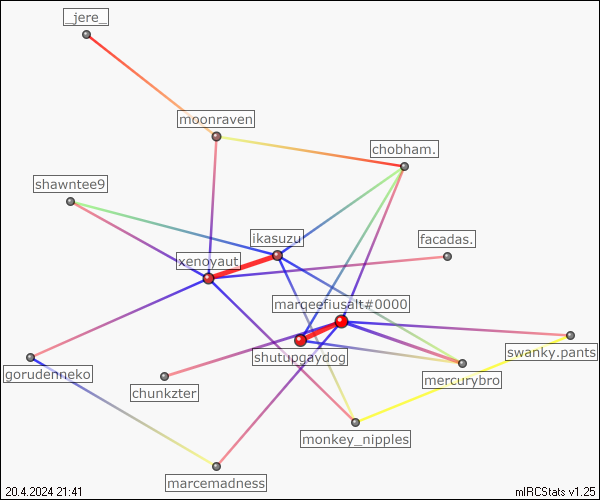 _jere_
moonraven
chobham.
shawntee9
ikasuzu
facadas.
xenoyaut
marqeefiusalt#0000
shutupgaydog
swanky.pants
gorudenneko
mercurybro
chunkzter
monkey_nipples
marcemadness
20.4.2024 21:41
mIRCStats v1.25